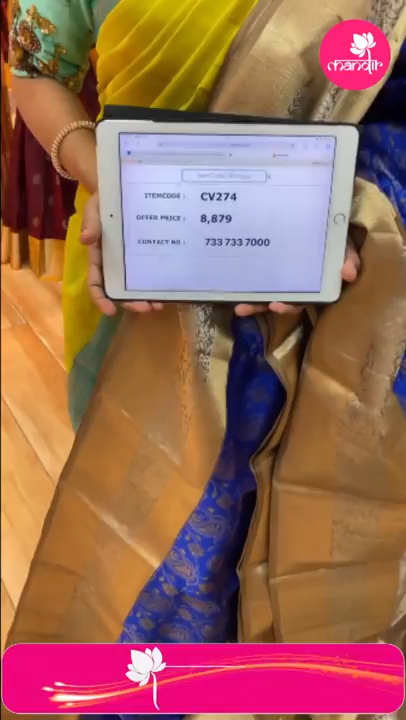 mandir
ITEMCODE : CV274
OFFER PRICE : 8,879
CONTACT NO : 733 733 7000